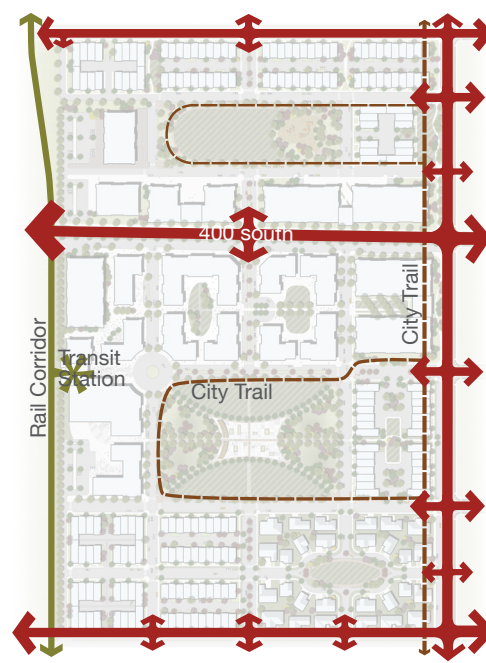 400 south
City Trail
Rail Corridor
Transit
Station
City Trail